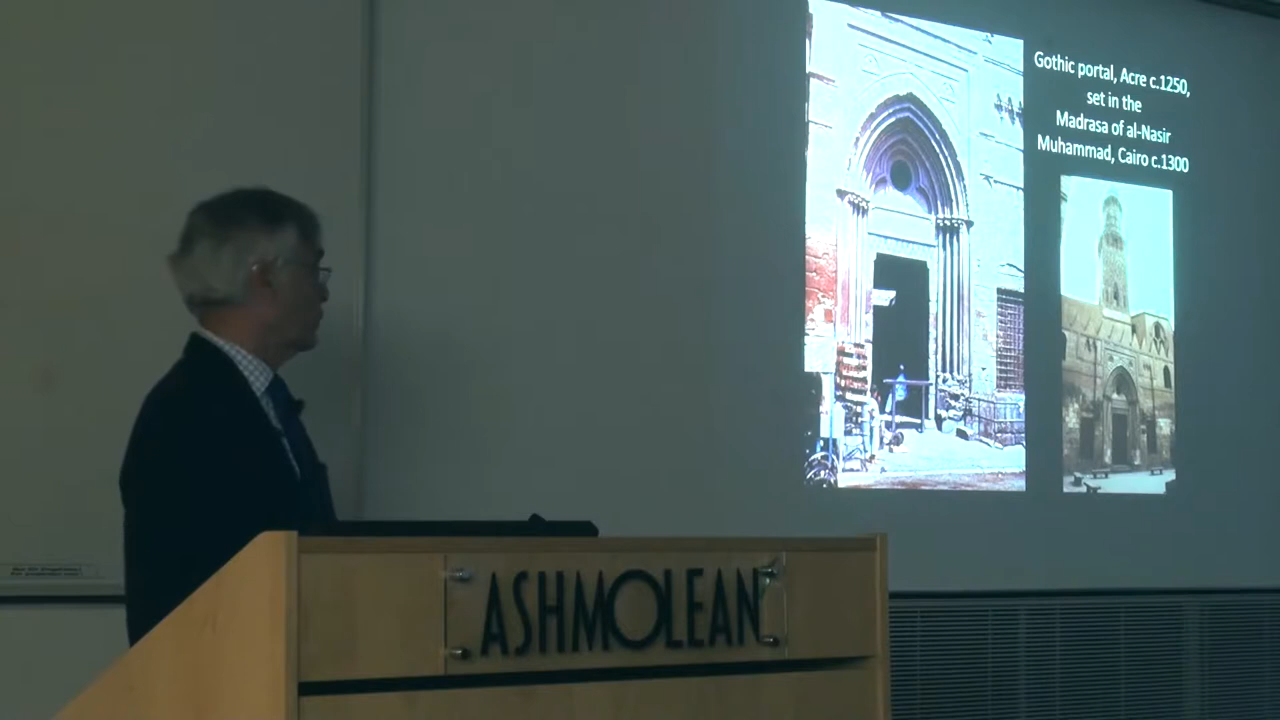 Gothic portal, Acre c.1250,
set in the
Madrasa of al-Nasir
Muhammad, Cairo c.1300
ASHMOLEAN